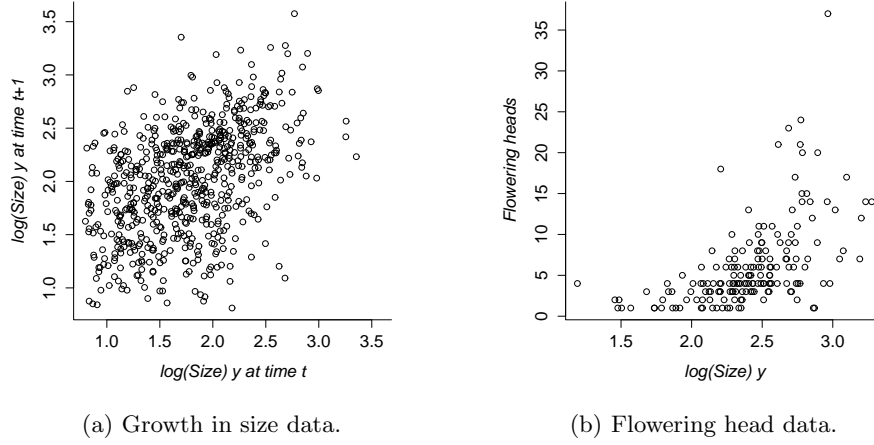 3.5
3.0
2.5
2.0
1.5
1.0
log(Size) y at time t+1
1.0 1.5 2.0 2.5 3.0 3.5
log(Size) y at time t
(a) Growth in size data.
35
30
25
20
15
10
5
0
Flowering heads
1.5 2.0 2.5 3.0
log(Size) y
(b) Flowering head data.